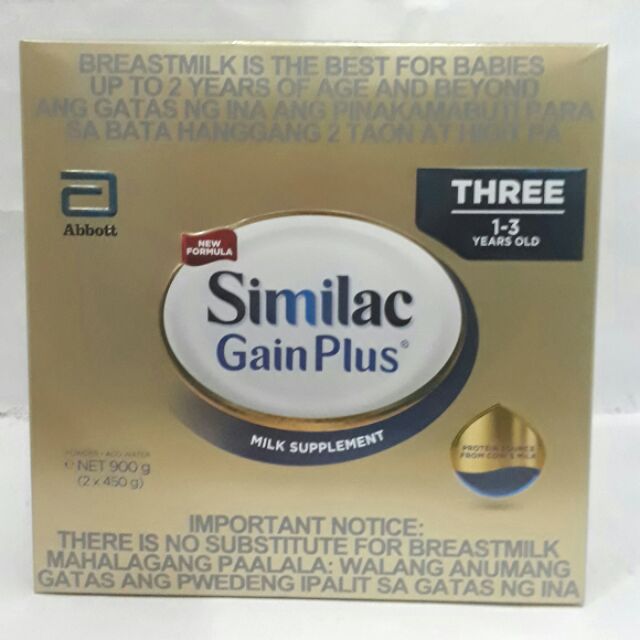 BREASTMILK IS THE BEST FOR BABIES
UP TO 2 YEARS OF AGE AND BEYOND
ANG GATAS NG INA ANG PINAKAMABUTI PARA
SA BATA HANGGANG 2 TAON AT HIGIT PA
Abbott
THREE
1-3
YEARS OLD
NEW
FORMULA
Similac
Gain Plus®
MILK SUPPLEMENT
POWDER - ADD WATER
e NET 900 g
(2 x 450 g)
PROTEIN SOURCE
FROM COW'S MILK
IMPORTANT NOTICE:
THERE IS NO SUBSTITUTE FOR BREASTMILK
MAHALAGANG PAALALA: WALANG ANUMANG
GATAS ANG PWEDENG IPALIT SA GATAS NG INA